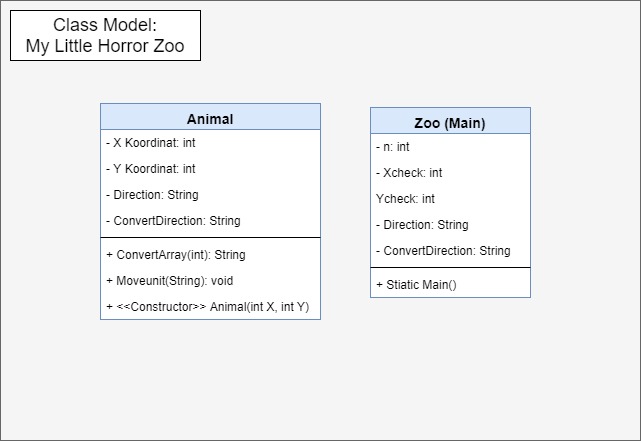 Class Model:
My Little Horror Zoo
Animal
- X Koordinat: int
- Y Koordinat: int
- Direction: String
- ConvertDirection: String
+ ConvertArray(int): String
+ Moveunit(String): void
+ <<Constructor>> Animal(int X, int Y)
Zoo (Main)
- n: int
- Xcheck: int
Ycheck: int
- Direction: String
- ConvertDirection: String
+ Stiatic Main()